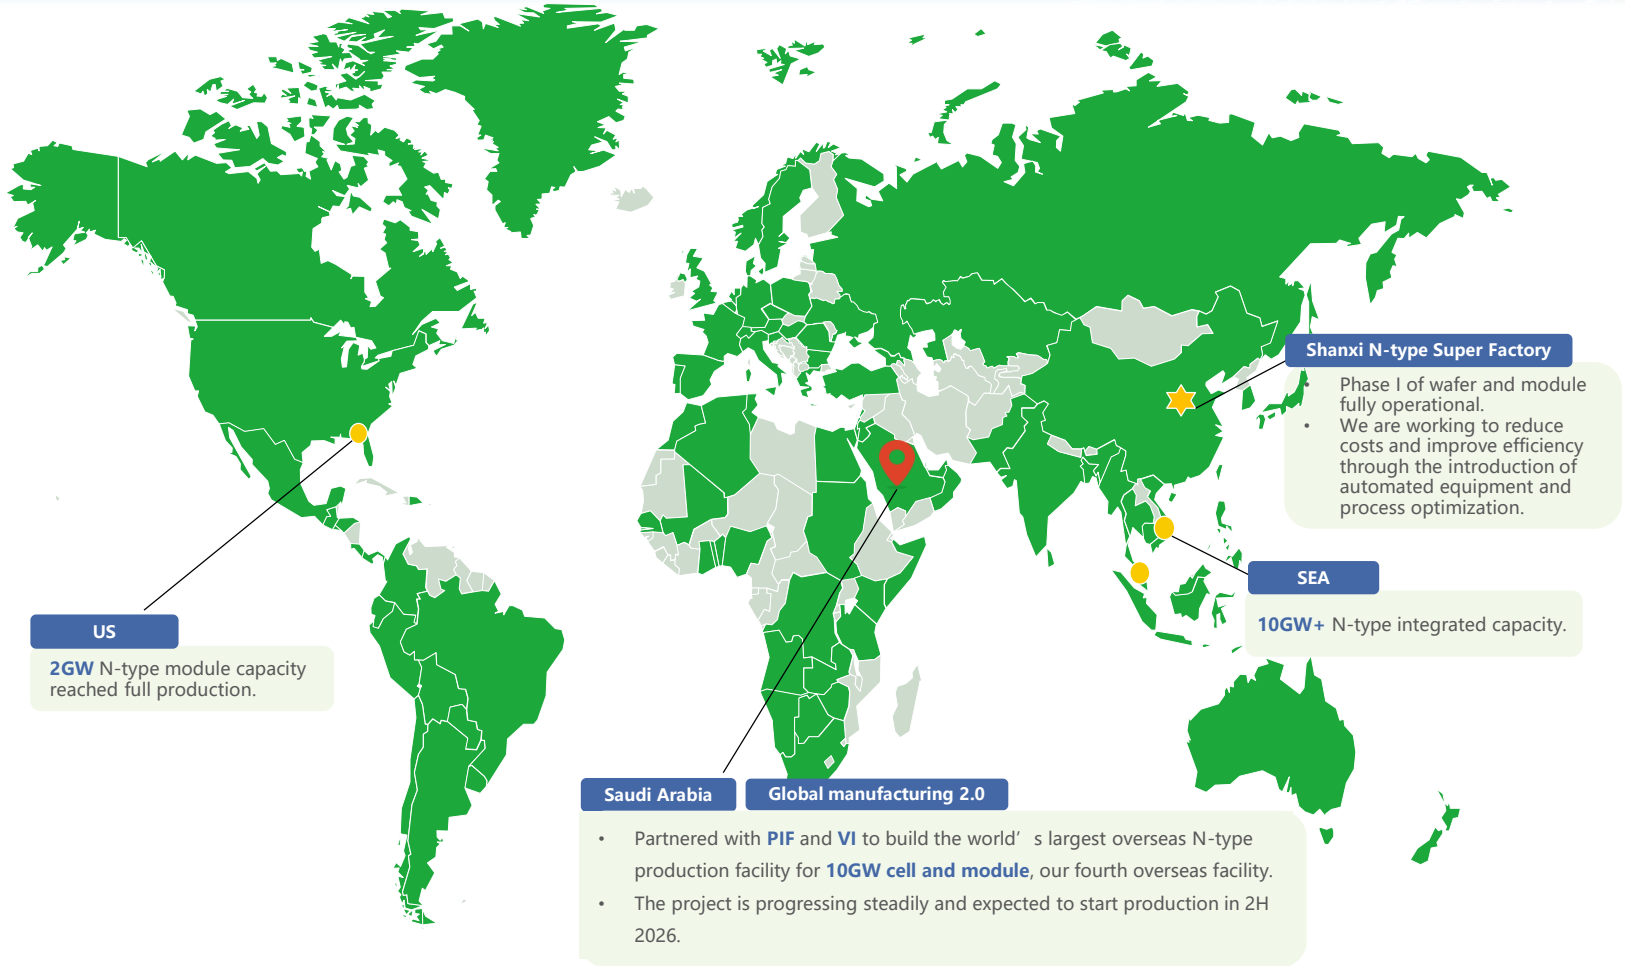 Shanxi N-type Super Factory
• Phase I of wafer and module
fully operational.
• We are working to reduce
costs and improve efficiency
through the introduction of
automated equipment and
process optimization.
SEA
10GW+ N-type integrated capacity.
US
2GW N-type module capacity
reached full production.
Saudi Arabia
Global manufacturing 2.0
• Partnered with PIF and VI to build the world’ s largest overseas N-type
production facility for 10GW cell and module, our fourth overseas facility.
• The project is progressing steadily and expected to start production in 2H
2026.